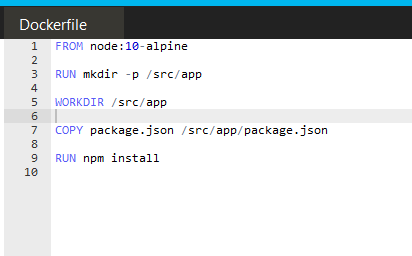 Dockerfile
1 FROM node:10-alpine
2
3 RUN mkdir -p /src/app
4
5 WORKDIR /src/app
6
7 COPY package.json /src/app/package.json
8
9 RUN npm install
10